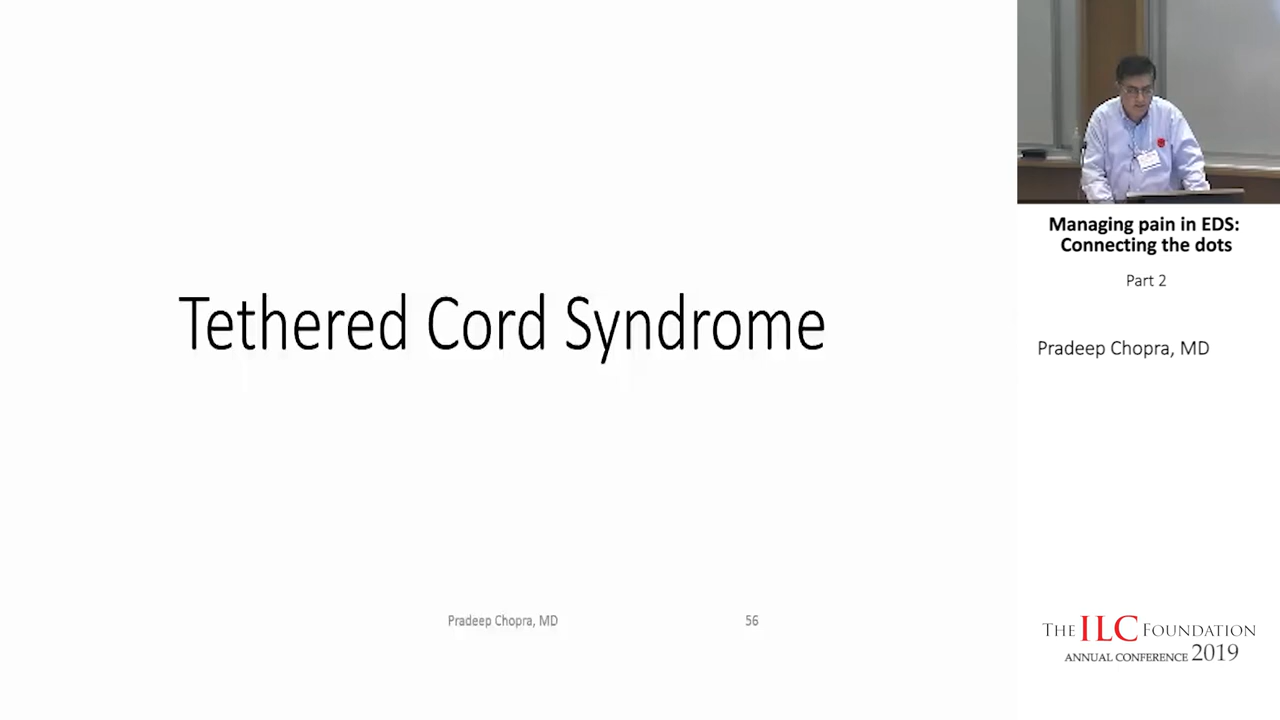 Tethered Cord Syndrome
Pradeep Chopra, MD
56
Managing pain in EDS:
Connecting the dots
Part 2
Pradeep Chopra, MD
THE ILC FOUNDATION
ANNUAL CONFERENCE 2019